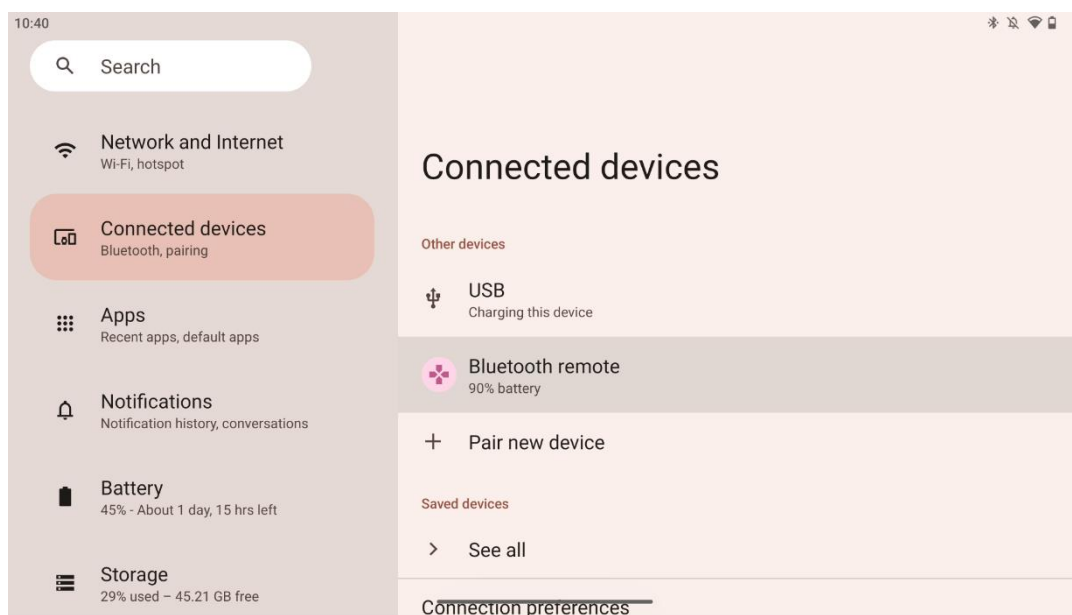 10:40
Search
Network and Internet
Wi-Fi, hotspot
Connected devices
Bluetooth, pairing
Apps
Recent apps, default apps
Notifications
Notification history, conversations
Battery
45% - About 1 day, 15 hrs left
Storage
29% used – 45.21 GB free
Connected devices
Other devices
USB
Charging this device
Bluetooth remote
90% battery
Pair new device
Saved devices
See all
Connection preferences